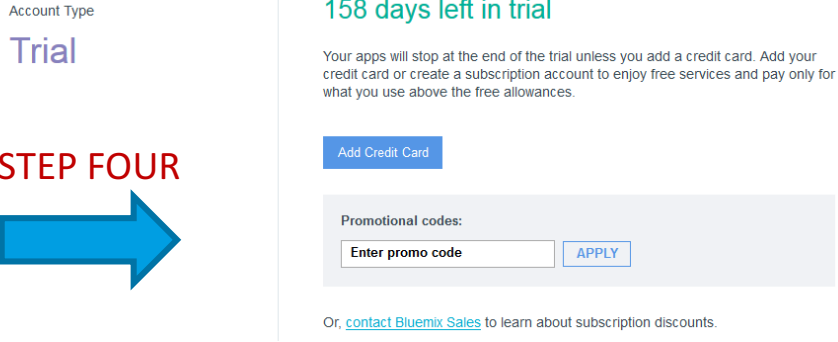 Account Type
Trial
STEP FOUR
158 days left in trial
Your apps will stop at the end of the trial unless you add a credit card. Add your
credit card or create a subscription account to enjoy free services and pay only for
what you use above the free allowances.
Add Credit Card
Promotional codes:
Enter promo code
APPLY
Or, contact Bluemix Sales to learn about subscription discounts.